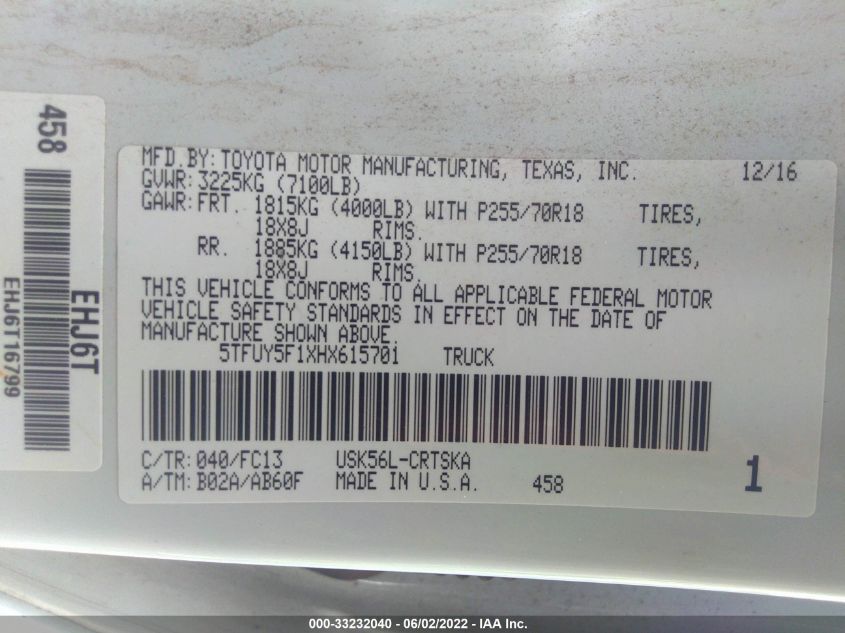 458
EHJ6T
EHJ6T16799
MFD.BY:TOYOTA MOTOR MANUFACTURING, TEXAS, INC. 12/16
GVWR:3225KG (7100LB)
GAWR:FRT. 1815KG (4000LB) WITH P255/70R18 TIRES,
18X8J RIMS.
RR. 1885KG (4150LB) WITH P255/70R18 TIRES,
18X8J RIMS.
THIS VEHICLE CONFORMS TO ALL APPLICABLE FEDERAL MOTOR
VEHICLE SAFETY STANDARDS IN EFFECT ON THE DATE OF
MANUFACTURE SHOWN ABOVE.
5TFUY5F1XHX615701 TRUCK
C/TR:040/FC13 USK56L-CRTSKA
A/TM:B02A/AB60F MADE IN U.S.A. 458 1
000-33232040 - 06/02/2022 - IAA Inc.